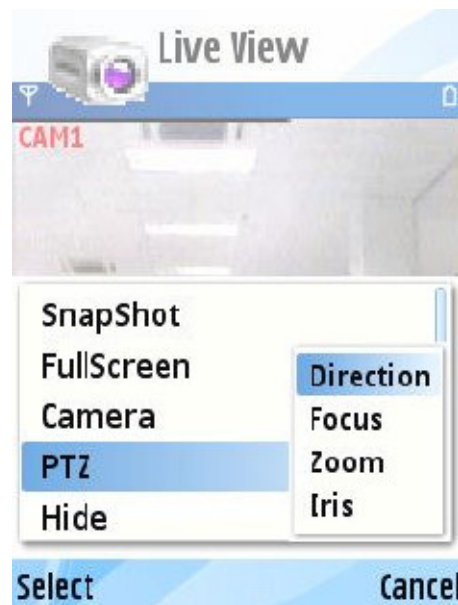 Live View
CAM1
SnapShot
FullScreen
Camera
PTZ
Hide
Direction
Focus
Zoom
Iris
Select Cancel